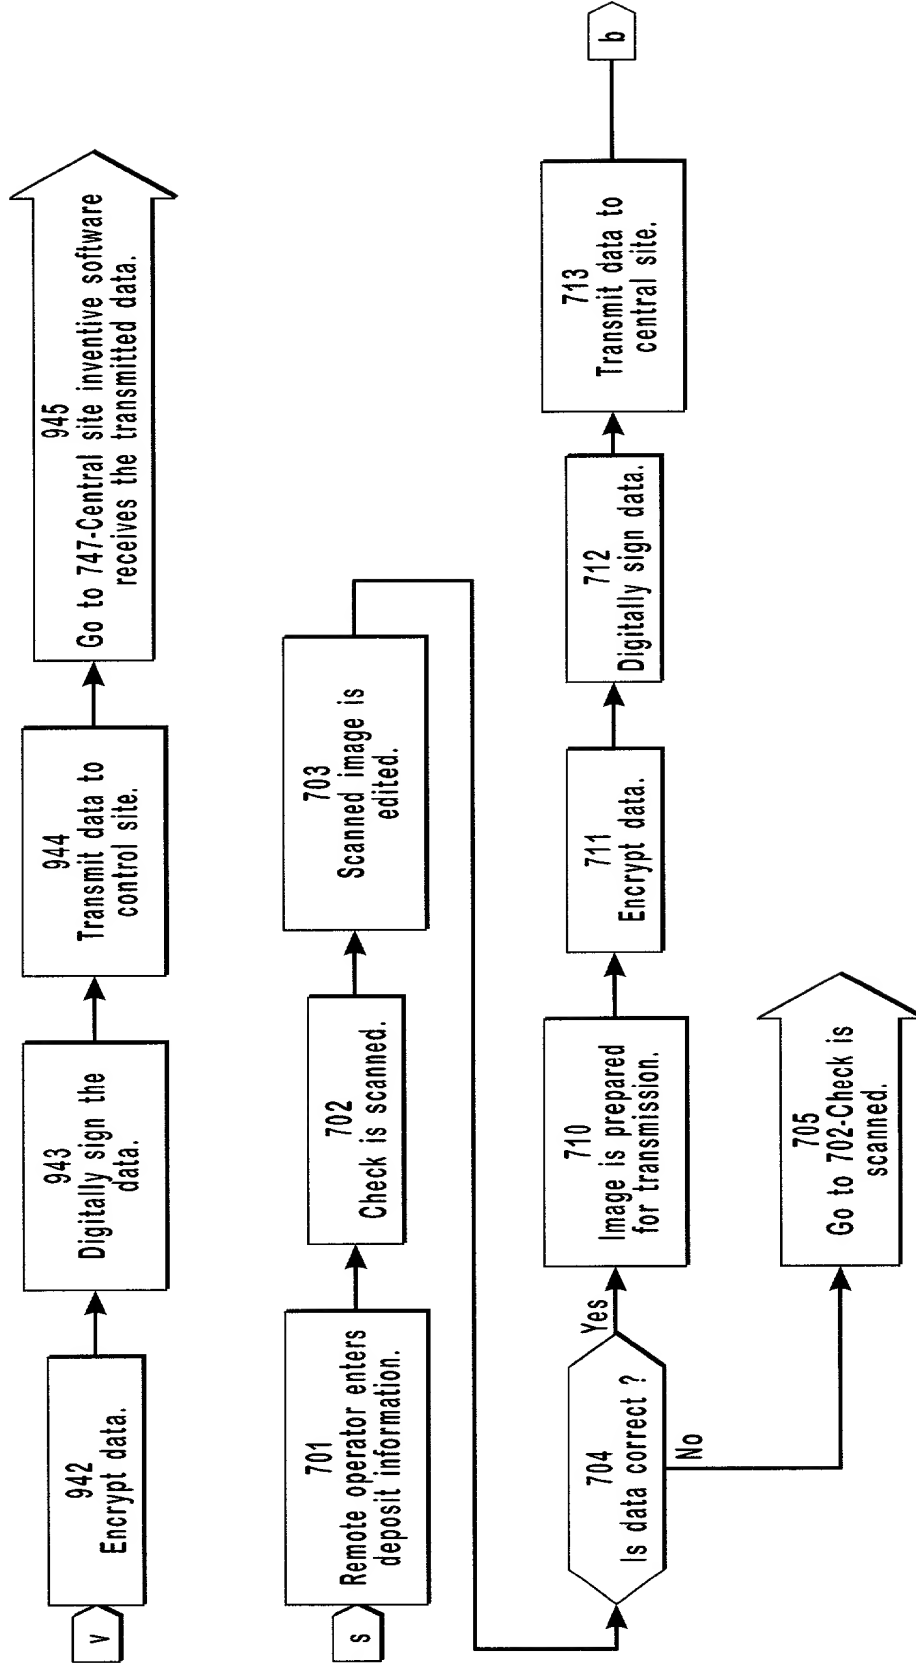 v
942
Encrypt data.
943
Digitally sign the
data.
944
Transmit data to
control site.
945
Go to 747-Central site inventive software
receives the transmitted data.
s
701
Remote operator enters
deposit information.
702
Check is scanned.
703
Scanned image is
edited.
704
Is data correct ?
Yes
No
710
Image is prepared
for transmission.
711
Encrypt data.
712
Digitally sign data.
713
Transmit data to
central site.
b
705
Go to 702-Check is
scanned.